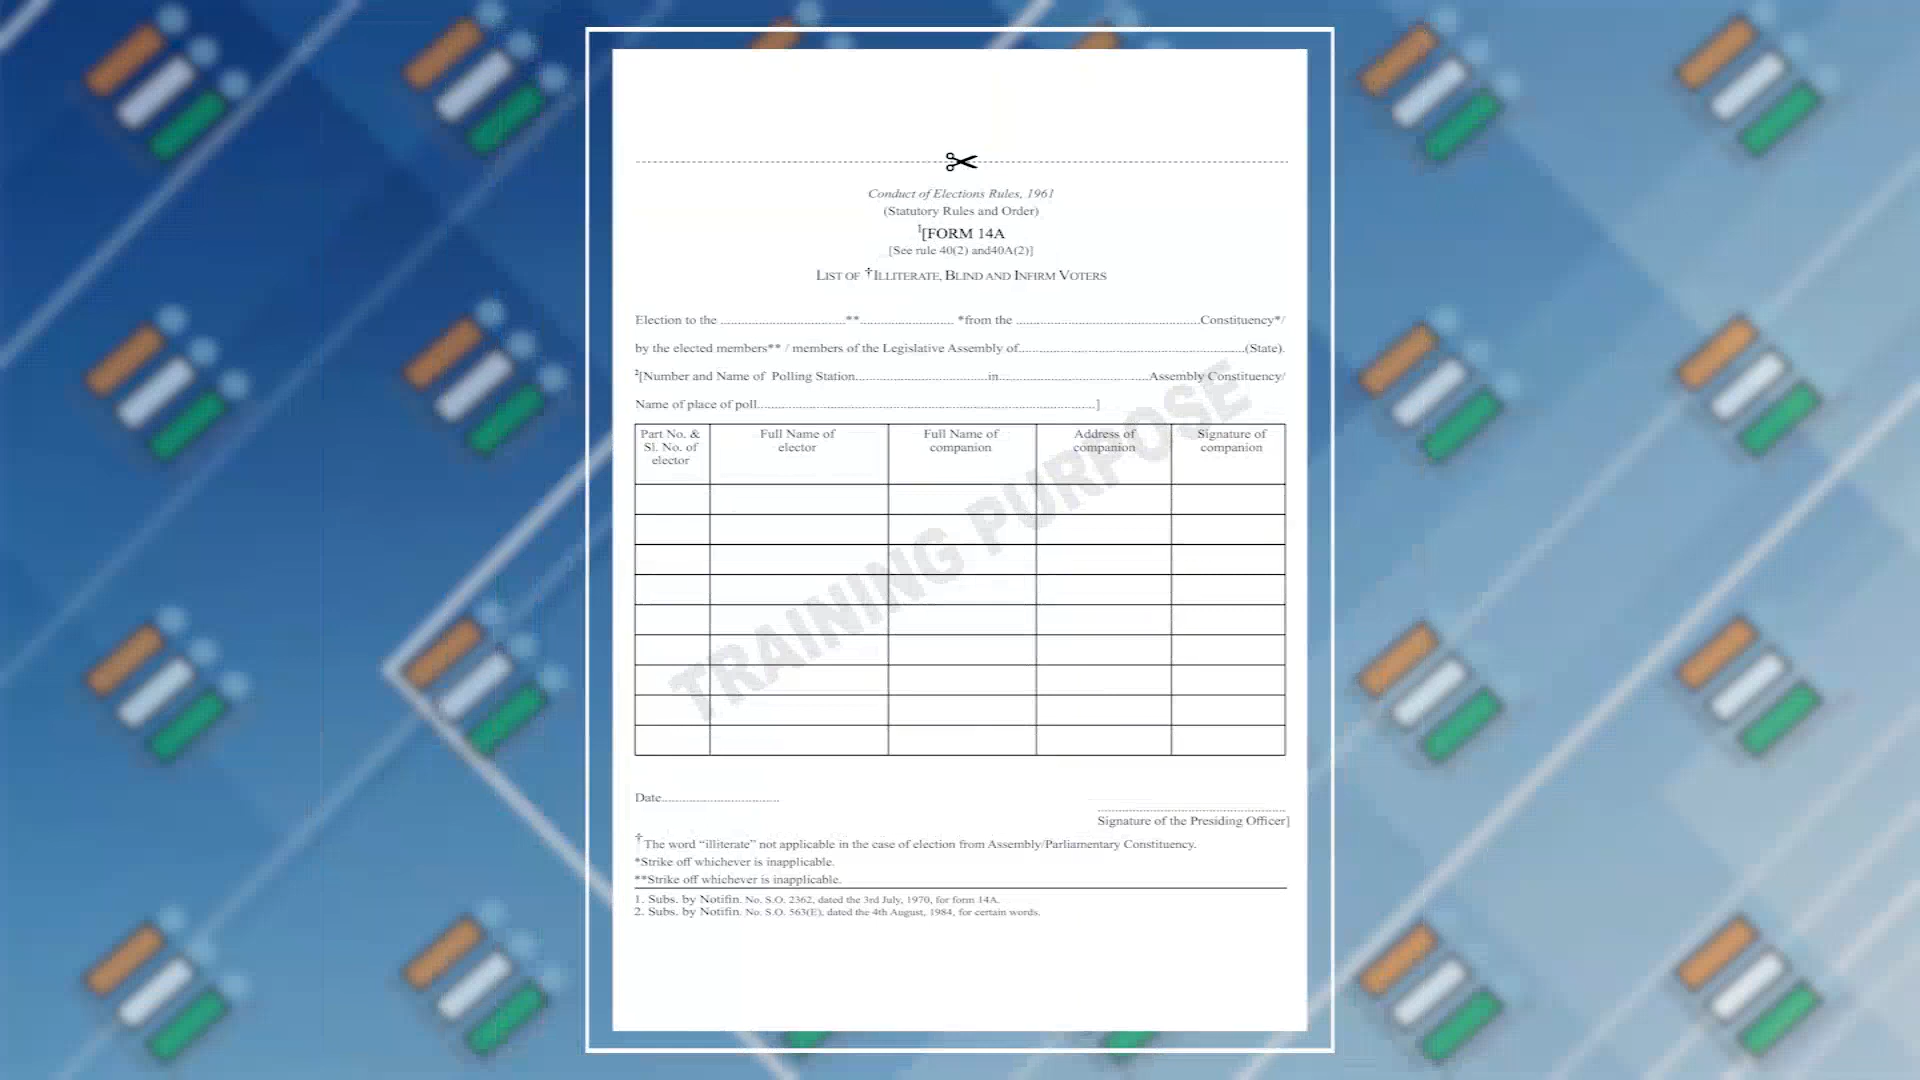 Conduct of Elections Rules, 1961
(Statutory Rules and Order)
1[FORM 14A
[See rule 40(2) and40A(2)]
LIST OF †ILLITERATE, BLIND AND INFIRM VOTERS
Election to the ..........................................**............................... *from the .............................................................Constituency*/
by the elected members** / members of the Legislative Assembly of...........................................................................(State).
2[Number and Name of Polling Station............................................in..................................................Assembly Constituency/
Name of place of poll.................................................................................................................]
Part No. & Sl. No. of elector
Full Name of elector
Full Name of companion
Address of companion
Signature of companion
TRAINING PURPOSE
Date.......................................
Signature of the Presiding Officer]
† The word “illiterate” not applicable in the case of election from Assembly/Parliamentary Constituency.
*Strike off whichever is inapplicable.
**Strike off whichever is inapplicable.
1. Subs. by Notifin. No. S.O. 2362, dated the 3rd July, 1970, for form 14A.
2. Subs. by Notifin. No. S.O. 563(E), dated the 4th August, 1984, for certain words.